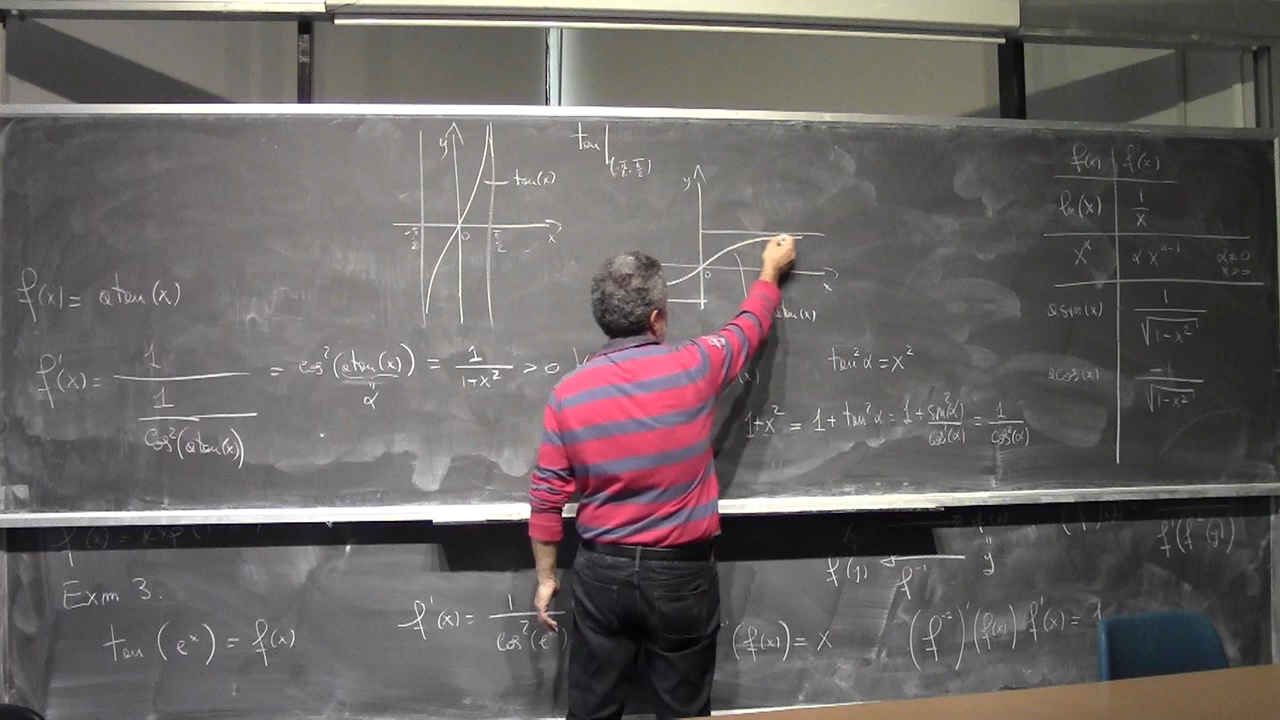 y
tan(x)
-π/2 0 π/2 x
tan|(-π/2, π/2)
y
0 x
atan(x)
f(x) = atan(x)
f'(x) = 1 / (1 / cos²(atan(x))) = cos²(atan(x)) = 1 / (1+x²) > 0
"
α
tan²α = x²
1+x² = 1 + tan²α = 1 + sin²(α)/cos²(α) = 1/cos²(α)
f(x) f'(x)
ln(x) 1/x
x^α α x^(α-1) α≠0 x>0
asin(x) 1/√(1-x²)
acos(x) -1/√(1-x²)
Exm 3.
tan(eˣ) = f(x)
f'(x) = 1 / cos²(e
(f(x)) = x
f(y) f⁻¹ y
f'(f⁻¹(y))
(f⁻¹)'(f(x)) f'(x) = 1